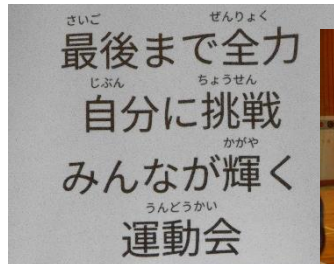 さいご ぜんりょく
最後まで全力
じぶん ちょうせん
自分に挑戦
かがや
みんなが輝く
うんどうかい
運動会